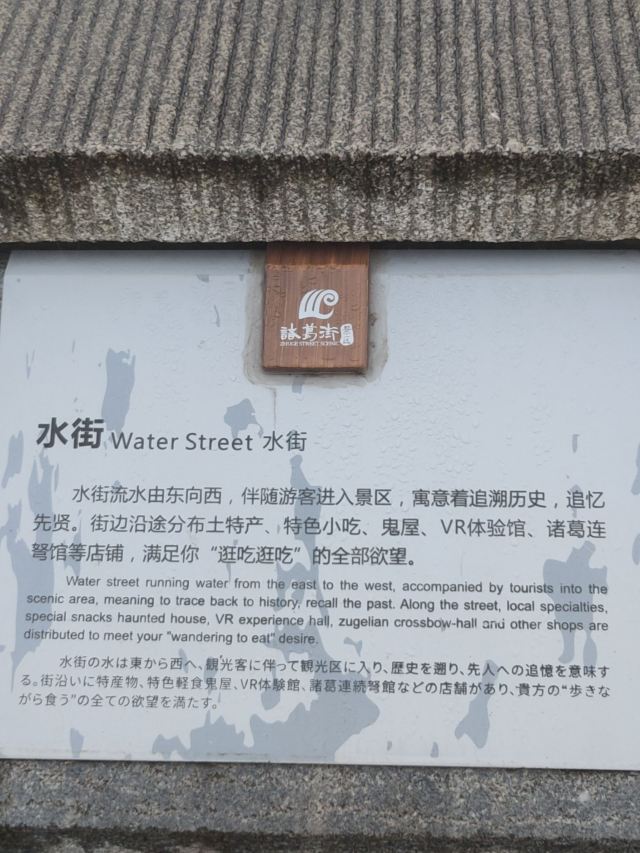 諸葛街 景区
ZHUGE STREET SCENIC
水街 Water Street 水街
水街流水由东向西，伴随游客进入景区，寓意着追溯历史，追忆
先贤。街边沿途分布土特产、特色小吃、鬼屋、VR体验馆、诸葛连
弩馆等店铺，满足你“逛吃逛吃”的全部欲望。
Water street running water from the east to the west, accompanied by tourists into the
scenic area, meaning to trace back to history, recall the past. Along the street, local specialties,
special snacks haunted house, VR experience hall, zugelian crossbow-hall and other shops are
distributed to meet your "wandering to eat" desire.
水街の水は東から西へ、観光客に伴って観光区に入り、歴史を遡り、先人への追憶を意味す
る。街沿いに特産物、特色軽食鬼屋、VR体験館、諸葛連続弩館などの店舗があり、貴方の“歩きな
がら食う”の全ての欲望を満たす。